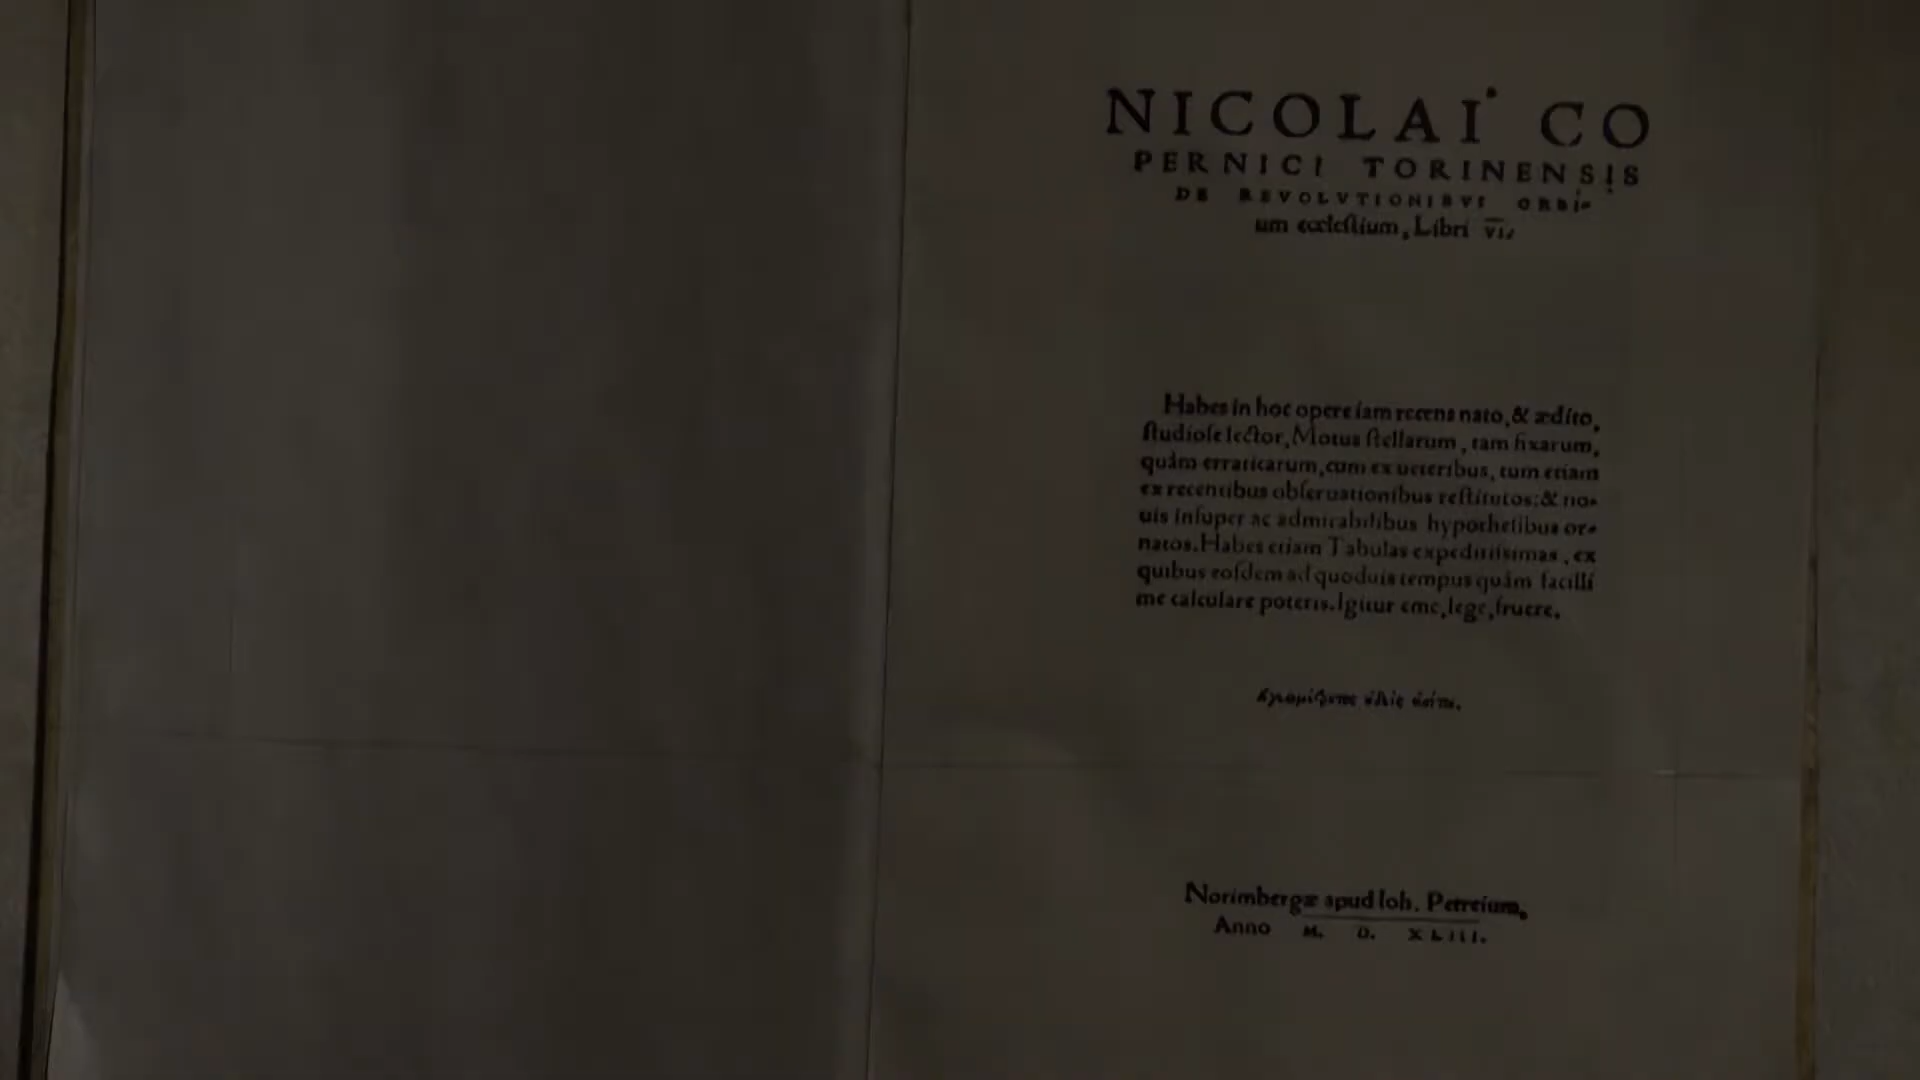 NICOLAI CO
PERNICI TORINENSIS
DE REVOLVTIONIBVS ORBI-
um cœleſtium, Libri VI.
Habes in hoc opere iam recens nato, & ædito,
ſtudioſe lector, Motus ſtellarum, tam fixarum,
quàm erraticarum, cum ex ueteribus, tum etiam
ex recentibus obſeruationibus reſtitutos: & no-
uis inſuper ac admirabilibus hypotheſibus or-
natos. Habes etiam Tabulas expeditiſsimas, ex
quibus eoſdem ad quoduis tempus quàm facilli
me calculare poteris. Igitur eme, lege, fruere.
Norimbergæ apud Ioh. Petreium,
Anno M. D. XLIII.